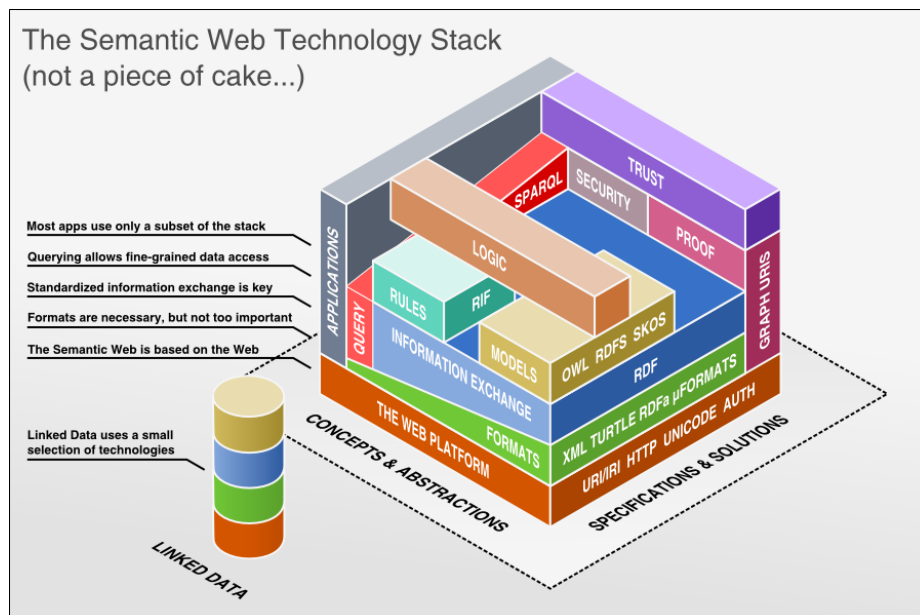 The Semantic Web Technology Stack
(not a piece of cake...)
Most apps use only a subset of the stack
Querying allows fine-grained data access
Standardized information exchange is key
Formats are necessary, but not too important
The Semantic Web is based on the Web
Linked Data uses a small
selection of technologies
LINKED DATA
APPLICATIONS
QUERY
SPARQL
SECURITY
TRUST
PROOF
GRAPH URIS
LOGIC
RULES
RIF
MODELS
OWL RDFS SKOS
INFORMATION EXCHANGE
RDF
FORMATS
XML TURTLE RDFa µFORMATS
THE WEB PLATFORM
URI/IRI HTTP UNICODE AUTH
CONCEPTS & ABSTRACTIONS
SPECIFICATIONS & SOLUTIONS